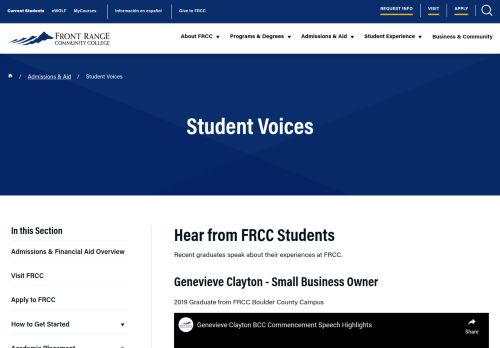 Current Students eWOLF MyCourses Información en español Give to FRCC REQUEST INFO VISIT APPLY
FRONT RANGE
COMMUNITY COLLEGE
About FRCC Programs & Degrees Admissions & Aid Student Experience Business & Community
/ Admissions & Aid / Student Voices
Student Voices
In this Section
Admissions & Financial Aid Overview
Visit FRCC
Apply to FRCC
How to Get Started
Academic Placement
Hear from FRCC Students
Recent graduates speak about their experiences at FRCC.
Genevieve Clayton - Small Business Owner
2019 Graduate from FRCC Boulder County Campus
Genevieve Clayton BCC Commencement Speech Highlights
Share